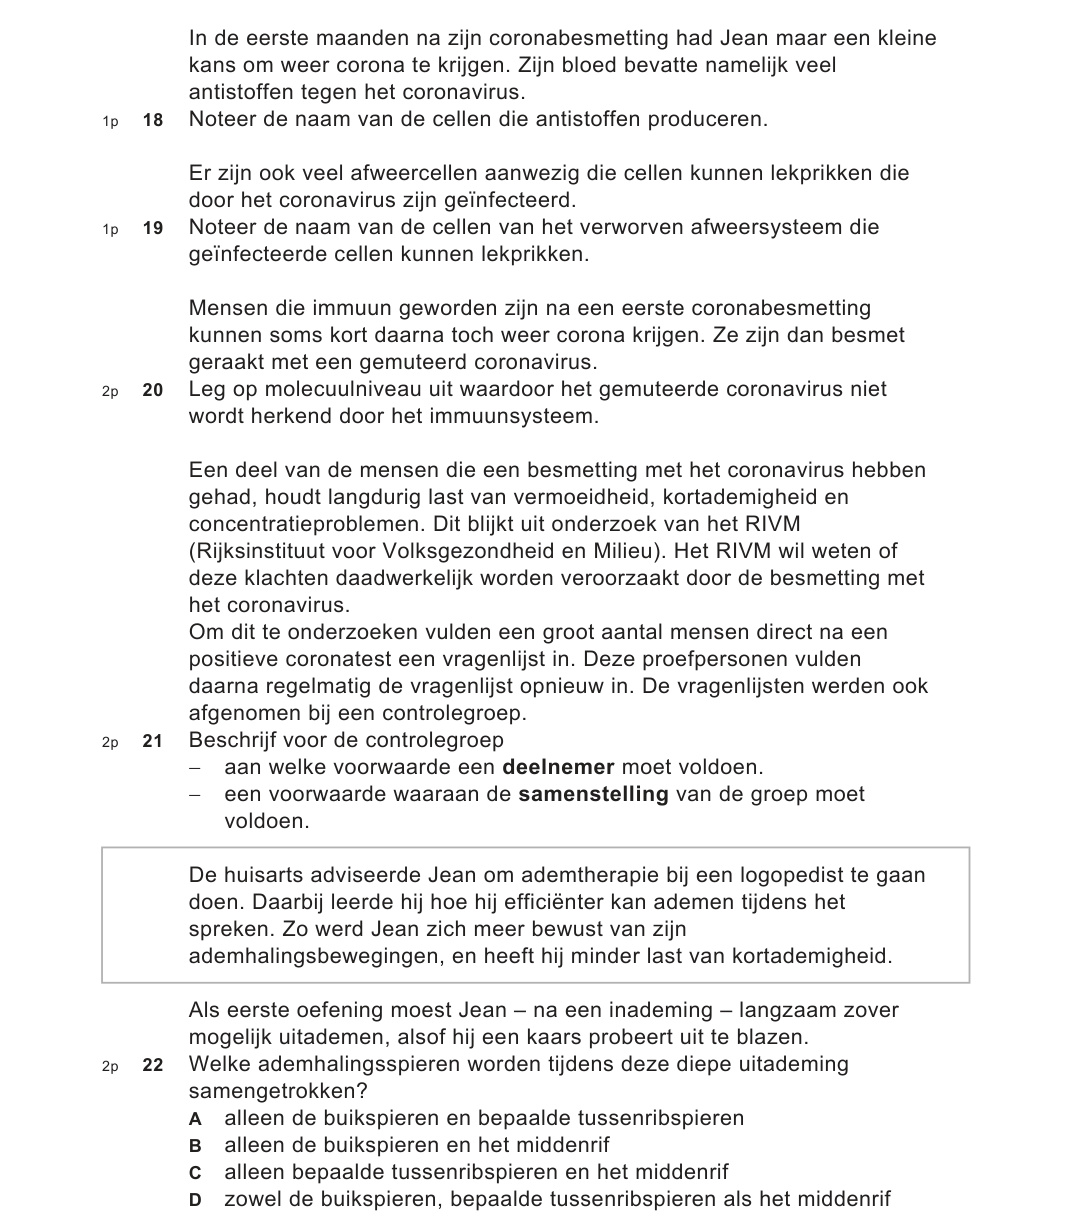 In de eerste maanden na zijn coronabesmetting had Jean maar een kleine
kans om weer corona te krijgen. Zijn bloed bevatte namelijk veel
antistoffen tegen het coronavirus.
1p 18 Noteer de naam van de cellen die antistoffen produceren.
Er zijn ook veel afweercellen aanwezig die cellen kunnen lekprikken die
door het coronavirus zijn geïnfecteerd.
1p 19 Noteer de naam van de cellen van het verworven afweersysteem die
geïnfecteerde cellen kunnen lekprikken.
Mensen die immuun geworden zijn na een eerste coronabesmetting
kunnen soms kort daarna toch weer corona krijgen. Ze zijn dan besmet
geraakt met een gemuteerd coronavirus.
2p 20 Leg op molecuulniveau uit waardoor het gemuteerde coronavirus niet
wordt herkend door het immuunsysteem.
Een deel van de mensen die een besmetting met het coronavirus hebben
gehad, houdt langdurig last van vermoeidheid, kortademigheid en
concentratieproblemen. Dit blijkt uit onderzoek van het RIVM
(Rijksinstituut voor Volksgezondheid en Milieu). Het RIVM wil weten of
deze klachten daadwerkelijk worden veroorzaakt door de besmetting met
het coronavirus.
Om dit te onderzoeken vulden een groot aantal mensen direct na een
positieve coronatest een vragenlijst in. Deze proefpersonen vulden
daarna regelmatig de vragenlijst opnieuw in. De vragenlijsten werden ook
afgenomen bij een controlegroep.
2p 21 Beschrijf voor de controlegroep
– aan welke voorwaarde een deelnemer moet voldoen.
– een voorwaarde waaraan de samenstelling van de groep moet
voldoen.
De huisarts adviseerde Jean om ademtherapie bij een logopedist te gaan
doen. Daarbij leerde hij hoe hij efficiënter kan ademen tijdens het
spreken. Zo werd Jean zich meer bewust van zijn
ademhalingsbewegingen, en heeft hij minder last van kortademigheid.
Als eerste oefening moest Jean – na een inademing – langzaam zover
mogelijk uitademen, alsof hij een kaars probeert uit te blazen.
2p 22 Welke ademhalingsspieren worden tijdens deze diepe uitademing
samengetrokken?
A alleen de buikspieren en bepaalde tussenribspieren
B alleen de buikspieren en het middenrif
C alleen bepaalde tussenribspieren en het middenrif
D zowel de buikspieren, bepaalde tussenribspieren als het middenrif